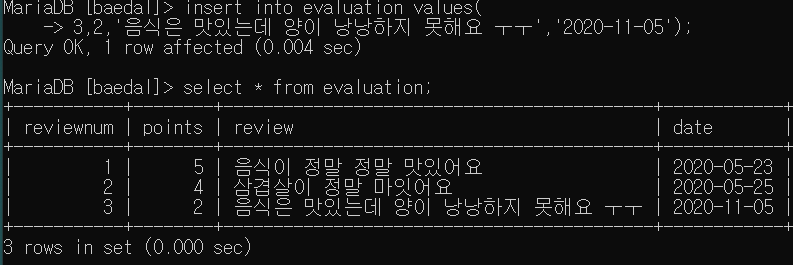 MariaDB [baedal]> insert into evaluation values(
    -> 3,2,'음식은 맛있는데 양이 낭낭하지 못해요 ㅜㅜ','2020-11-05');
Query OK, 1 row affected (0.004 sec)
MariaDB [baedal]> select * from evaluation;
+-----------+--------+------------------------------------------+------------+
| reviewnum | points | review                                   | date       |
+-----------+--------+------------------------------------------+------------+
|         1 |      5 | 음식이 정말 정말 맛있어요                | 2020-05-23 |
|         2 |      4 | 삼겹살이 정말 마잇어요                   | 2020-05-25 |
|         3 |      2 | 음식은 맛있는데 양이 낭낭하지 못해요 ㅜㅜ | 2020-11-05 |
+-----------+--------+------------------------------------------+------------+
3 rows in set (0.000 sec)